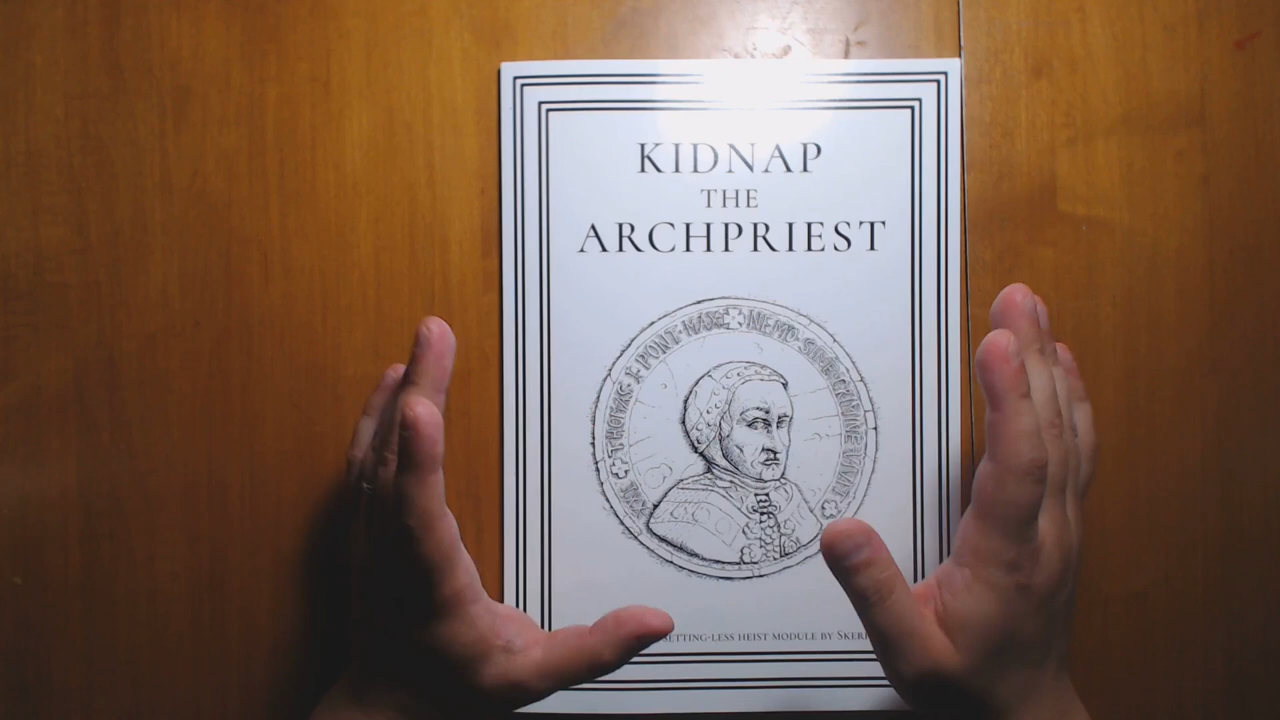 KIDNAP
THE
ARCHPRIEST
THOMAS·I·PONT·MAX NEMO·SINE·CRIMINE·VIVAT
SETTING-LESS HEIST MODULE BY